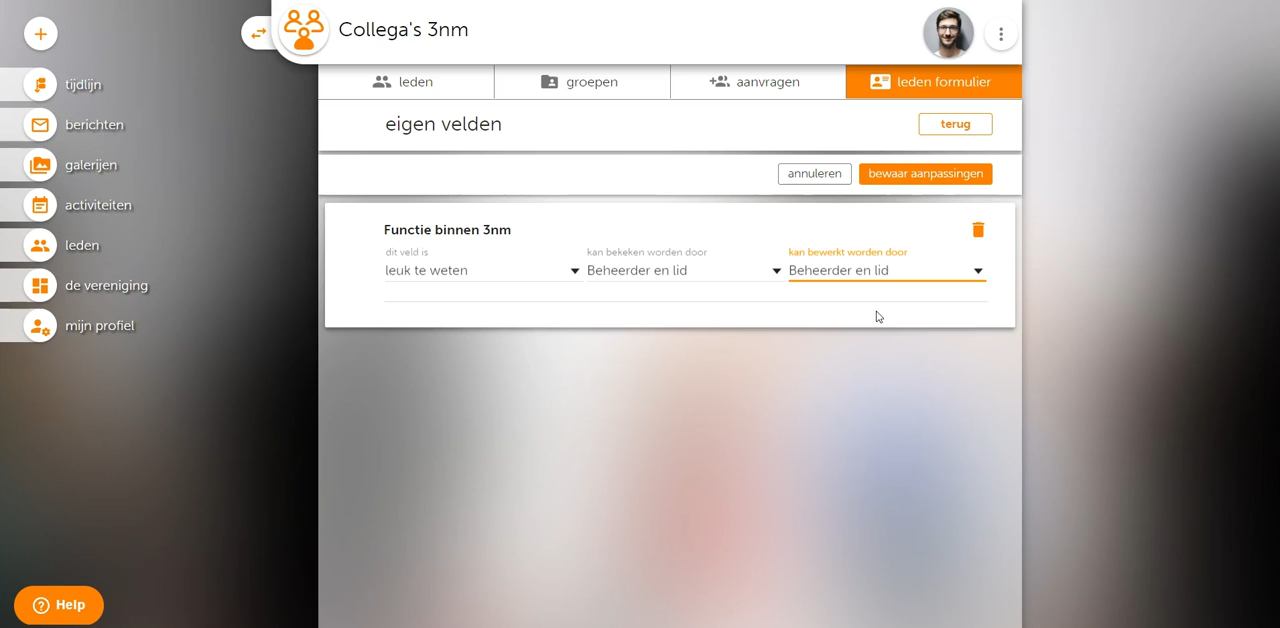 Collega's 3nm
tijdlijn
berichten
galerijen
activiteiten
leden
de vereniging
mijn profiel
leden
groepen
aanvragen
leden formulier
eigen velden
terug
annuleren
bewaar aanpassingen
Functie binnen 3nm
dit veld is
leuk te weten
kan bekeken worden door
Beheerder en lid
kan bewerkt worden door
Beheerder en lid
Help